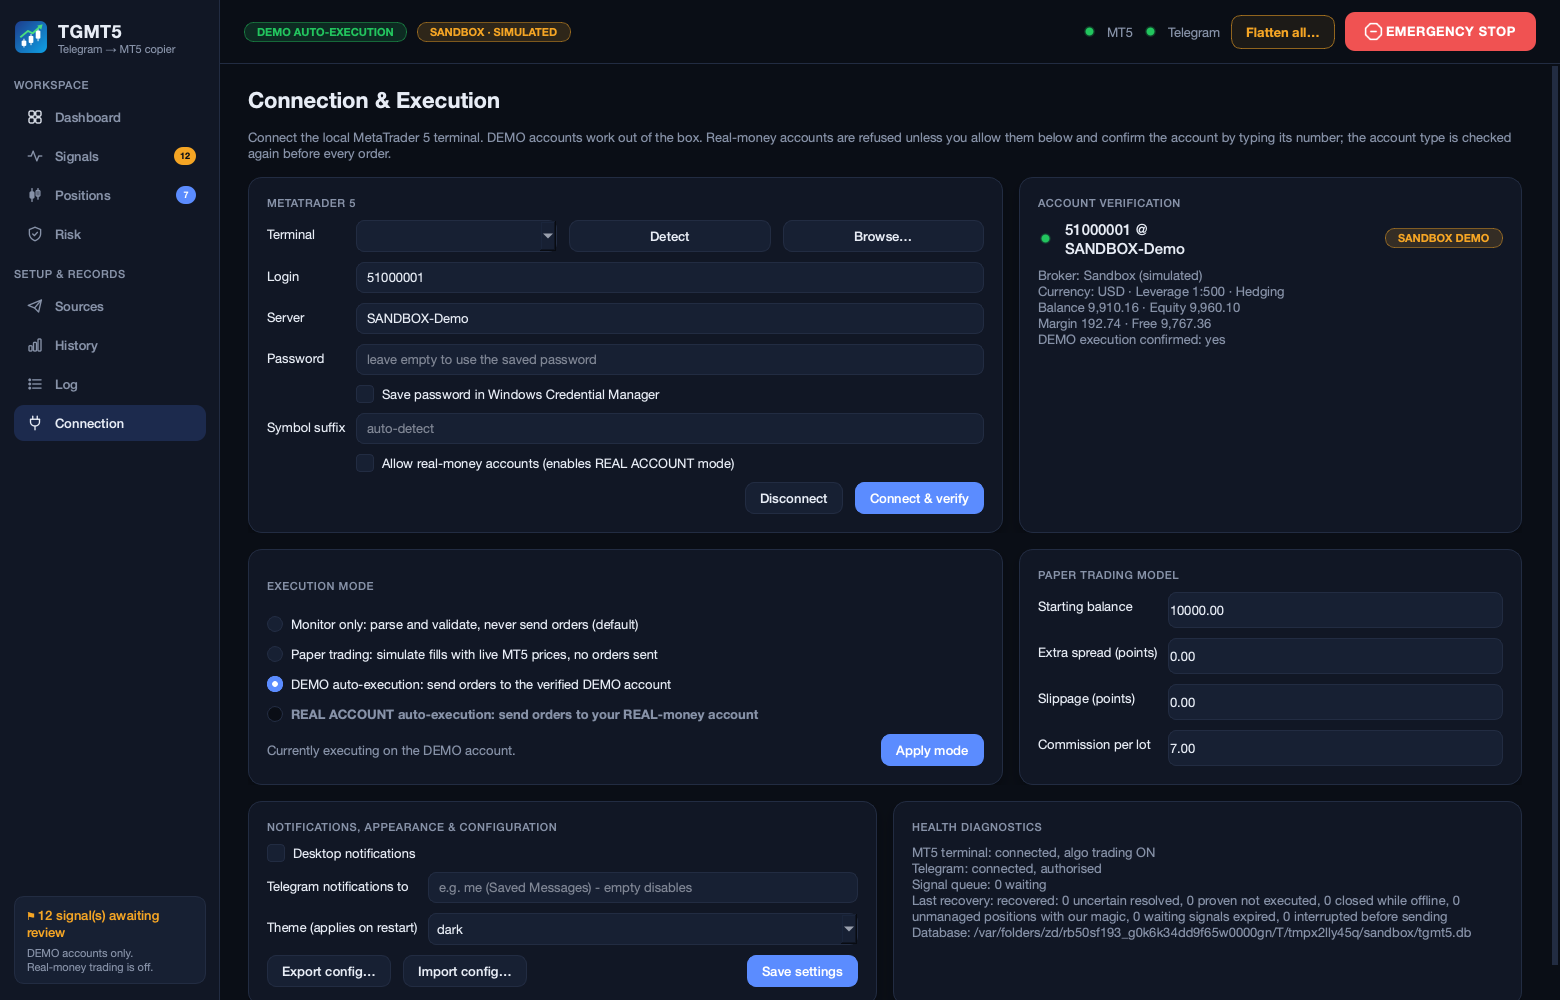 TGMT5
Telegram → MT5 copier
WORKSPACE
Dashboard
Signals
12
Positions
7
Risk
SETUP & RECORDS
Sources
History
Log
Connection
⚑ 12 signal(s) awaiting
review
DEMO accounts only.
Real-money trading is off.
DEMO AUTO-EXECUTION
SANDBOX · SIMULATED
MT5
Telegram
Flatten all...
EMERGENCY STOP
Connection & Execution
Connect the local MetaTrader 5 terminal. DEMO accounts work out of the box. Real-money accounts are refused unless you allow them below and confirm the account by typing its number; the account type is checked
again before every order.
METATRADER 5
Terminal
Detect
Browse...
Login
51000001
Server
SANDBOX-Demo
Password
leave empty to use the saved password
Save password in Windows Credential Manager
Symbol suffix
auto-detect
Allow real-money accounts (enables REAL ACCOUNT mode)
Disconnect
Connect & verify
ACCOUNT VERIFICATION
51000001 @
SANDBOX-Demo
SANDBOX DEMO
Broker: Sandbox (simulated)
Currency: USD · Leverage 1:500 · Hedging
Balance 9,910.16 · Equity 9,960.10
Margin 192.74 · Free 9,767.36
DEMO execution confirmed: yes
EXECUTION MODE
Monitor only: parse and validate, never send orders (default)
Paper trading: simulate fills with live MT5 prices, no orders sent
DEMO auto-execution: send orders to the verified DEMO account
REAL ACCOUNT auto-execution: send orders to your REAL-money account
Currently executing on the DEMO account.
Apply mode
PAPER TRADING MODEL
Starting balance
10000.00
Extra spread (points)
0.00
Slippage (points)
0.00
Commission per lot
7.00
NOTIFICATIONS, APPEARANCE & CONFIGURATION
Desktop notifications
Telegram notifications to
e.g. me (Saved Messages) - empty disables
Theme (applies on restart)
dark
Export config...
Import config...
Save settings
HEALTH DIAGNOSTICS
MT5 terminal: connected, algo trading ON
Telegram: connected, authorised
Signal queue: 0 waiting
Last recovery: recovered: 0 uncertain resolved, 0 proven not executed, 0 closed while offline, 0
unmanaged positions with our magic, 0 waiting signals expired, 0 interrupted before sending
Database: /var/folders/zd/rb50sf193_g0k6k34dd9f65w0000gn/T/tmpx2lly45q/sandbox/tgmt5.db